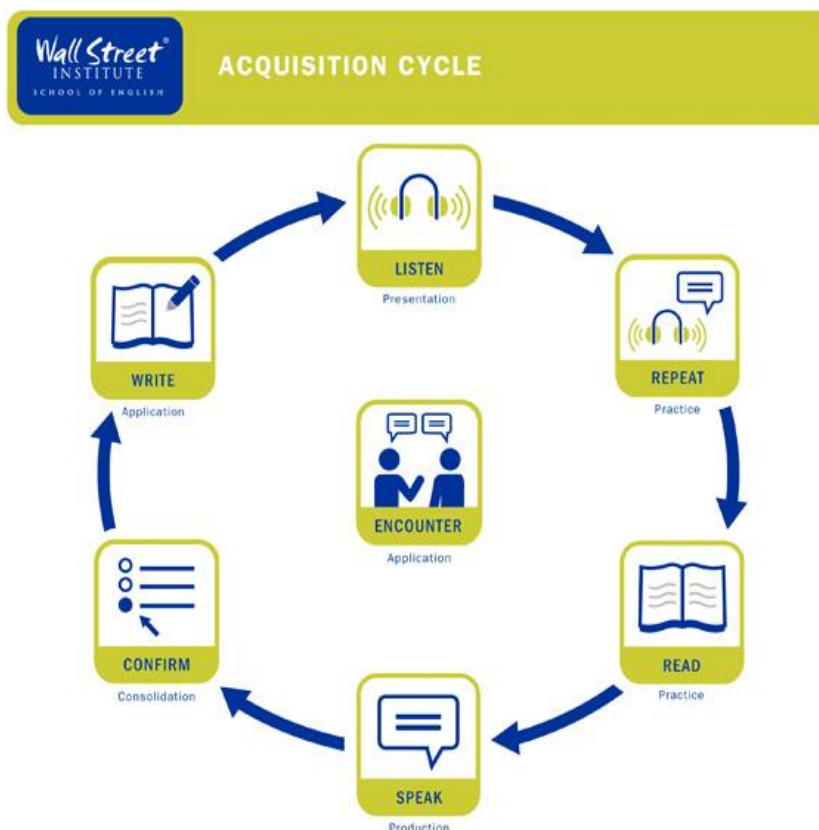 Wall Street®
INSTITUTE
SCHOOL OF ENGLISH
ACQUISITION CYCLE
LISTEN
Presentation
REPEAT
Practice
READ
Practice
SPEAK
Production
CONFIRM
Consolidation
WRITE
Application
ENCOUNTER
Application